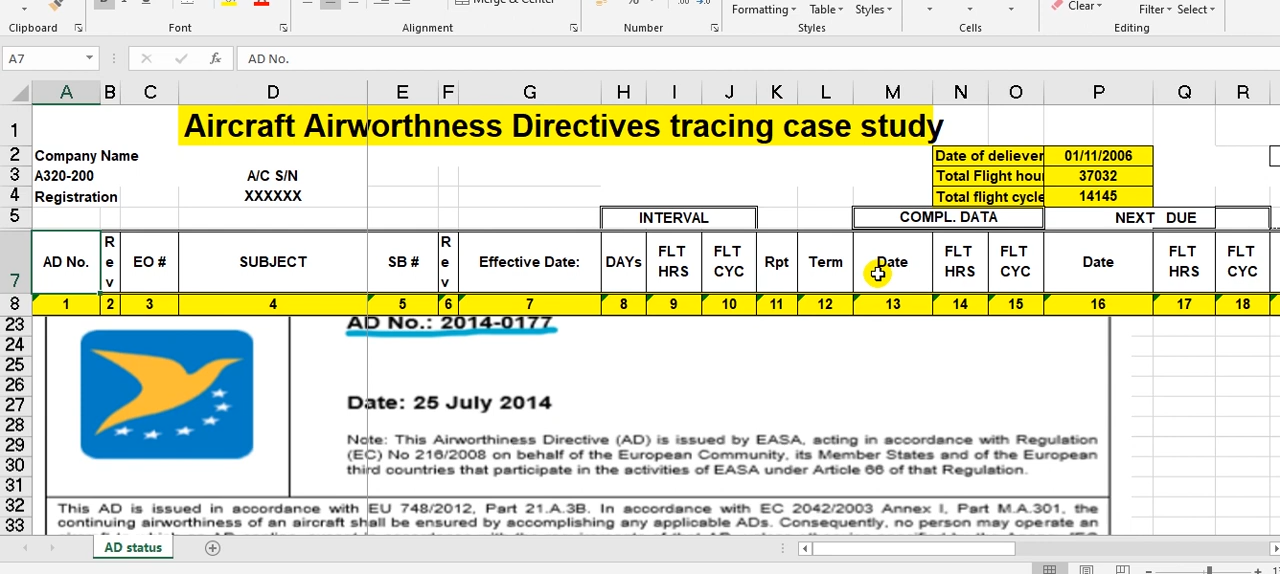 Formatting Table Styles Clear Filter Select
Clipboard Font Alignment Number Styles Cells Editing
A7 fx AD No.
A B C D E F G H I J K L M N O P Q R
1 Aircraft Airworthness Directives tracing case study
2 Company Name Date of deliever 01/11/2006
3 A320-200 A/C S/N Total Flight hou 37032
4 Registration XXXXXX Total flight cycle 14145
5 INTERVAL COMPL. DATA NEXT DUE
7 AD No. Rev EO # SUBJECT SB # Rev Effective Date: DAYs FLT HRS FLT CYC Rpt Term Date FLT HRS FLT CYC Date FLT HRS FLT CYC
8 1 2 3 4 5 6 7 8 9 10 11 12 13 14 15 16 17 18
23 AD No.: 2014-0177
24
25
26
27 Date: 25 July 2014
28
29 Note: This Airworthiness Directive (AD) is issued by EASA, acting in accordance with Regulation
30 (EC) No 216/2008 on behalf of the European Community, its Member States and of the European
31 third countries that participate in the activities of EASA under Article 66 of that Regulation.
32 This AD is issued in accordance with EU 748/2012, Part 21.A.3B. In accordance with EC 2042/2003 Annex I, Part M.A.301, the
33 continuing airworthiness of an aircraft shall be ensured by accomplishing any applicable ADs. Consequently, no person may operate an
AD status